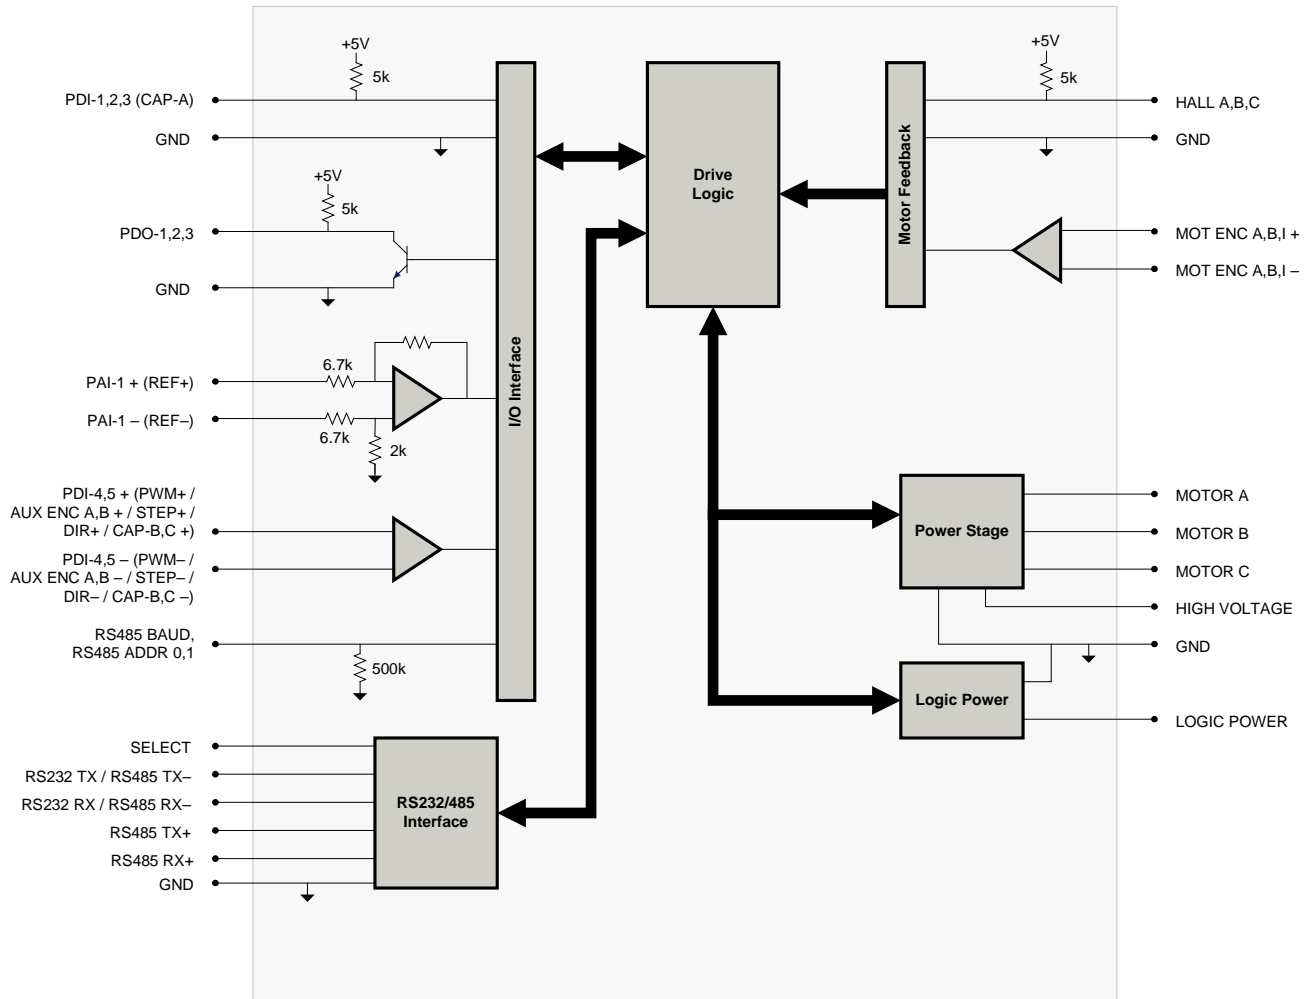 +5V
5k
PDI-1,2,3 (CAP-A)
GND
+5V
5k
PDO-1,2,3
GND
6.7k
PAI-1 + (REF+)
PAI-1 – (REF–)
6.7k
2k
PDI-4,5 + (PWM+ /
AUX ENC A,B + / STEP+ /
DIR+ / CAP-B,C +)
PDI-4,5 – (PWM– /
AUX ENC A,B – / STEP– /
DIR– / CAP-B,C –)
RS485 BAUD,
RS485 ADDR 0,1
500k
I/O Interface
SELECT
RS232 TX / RS485 TX–
RS232 RX / RS485 RX–
RS485 TX+
RS485 RX+
GND
RS232/485
Interface
Drive
Logic
Motor Feedback
+5V
5k
HALL A,B,C
GND
MOT ENC A,B,I +
MOT ENC A,B,I –
Power Stage
MOTOR A
MOTOR B
MOTOR C
HIGH VOLTAGE
GND
Logic Power
LOGIC POWER